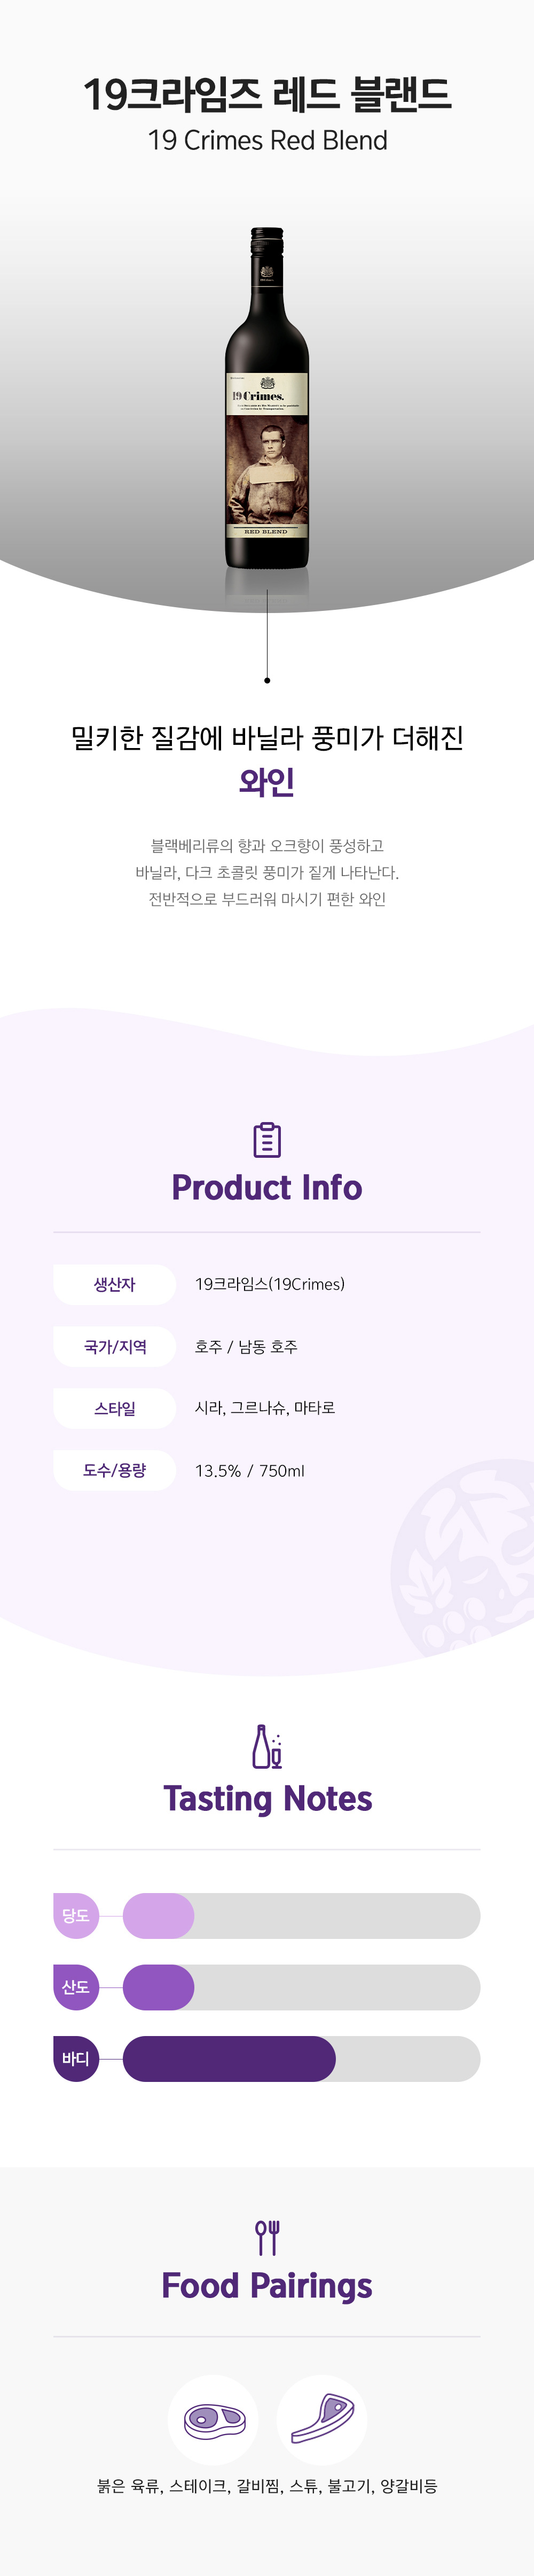 19크라임즈 레드 블랜드
19 Crimes Red Blend
19 Crimes.
RED BLEND
밀키한 질감에 바닐라 풍미가 더해진
와인
블랙베리류의 향과 오크향이 풍성하고
바닐라, 다크 초콜릿 풍미가 짙게 나타난다.
전반적으로 부드러워 마시기 편한 와인
Product Info
생산자 19크라임스(19Crimes)
국가/지역 호주 / 남동 호주
스타일 시라, 그르나슈, 마타로
도수/용량 13.5% / 750ml
Tasting Notes
당도
산도
바디
Food Pairings
붉은 육류, 스테이크, 갈비찜, 스튜, 불고기, 양갈비등